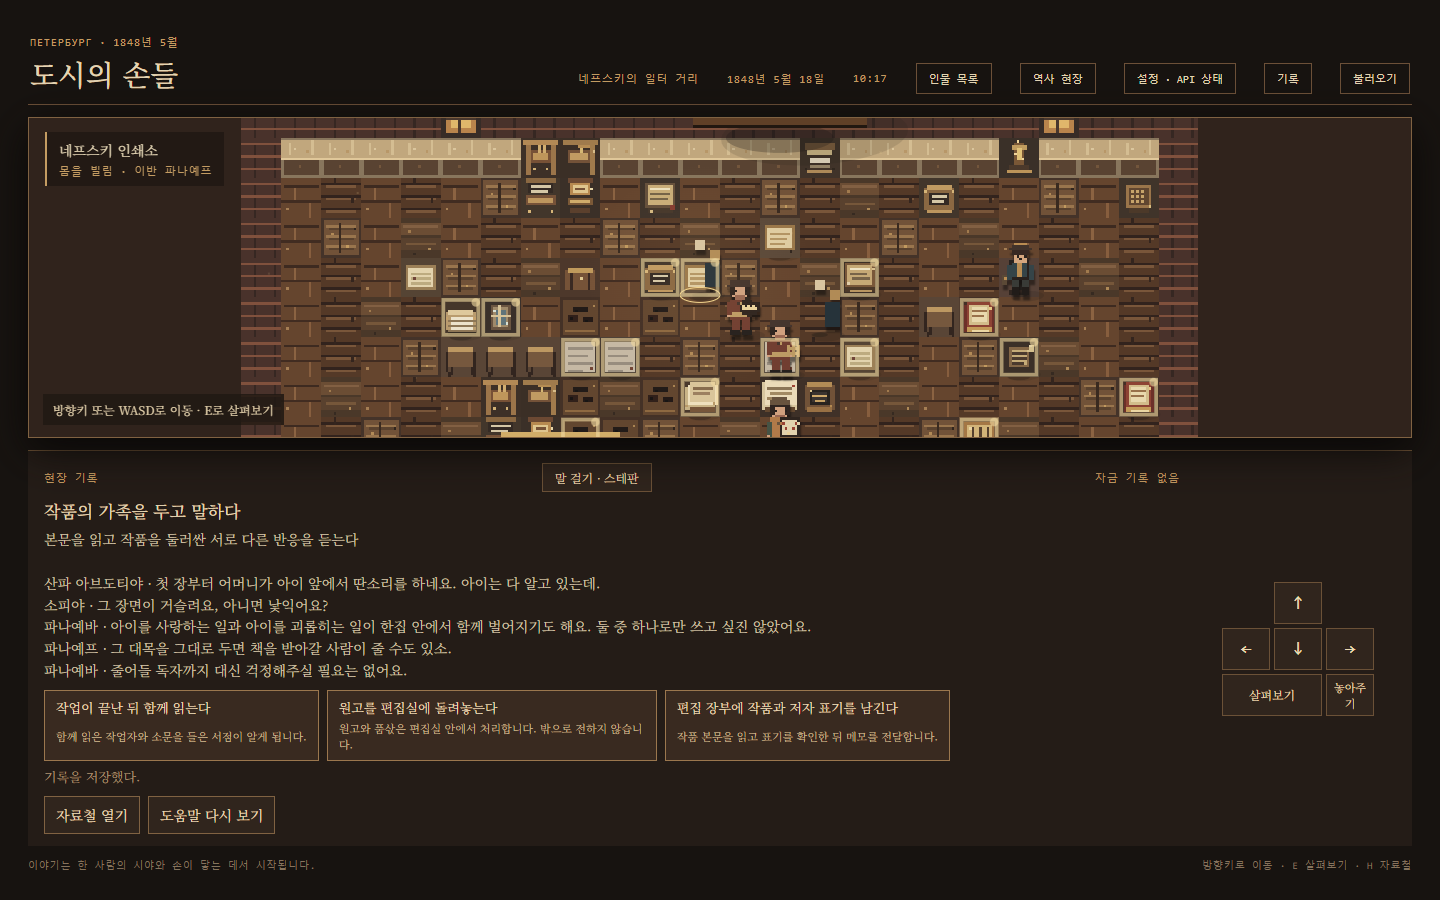 ПЕТЕРБУРГ · 1848년 5월
도시의 손들
네프스키의 일터 거리
1848년 5월 18일
10:17
인물 목록
역사 현장
설정 · API 상태
기록
불러오기
네프스키 인쇄소
몸을 빌림 · 이반 파나예프
방향키 또는 WASD로 이동 · E로 살펴보기
현장 기록
말 걸기 · 스테판
자금 기록 없음
작품의 가족을 두고 말하다
본문을 읽고 작품을 둘러싼 서로 다른 반응을 듣는다
산파 아브도티야 · 첫 장부터 어머니가 아이 앞에서 딴소리를 하네요. 아이는 다 알고 있는데.
소피야 · 그 장면이 거슬려요, 아니면 낯익어요?
파나예바 · 아이를 사랑하는 일과 아이를 괴롭히는 일이 한집 안에서 함께 벌어지기도 해요. 둘 중 하나로만 쓰고 싶진 않았어요.
파나예프 · 그 대목을 그대로 두면 책을 받아갈 사람이 줄 수도 있소.
파나예바 · 줄어들 독자까지 대신 걱정해주실 필요는 없어요.
작업이 끝난 뒤 함께 읽는다
함께 읽은 작업자와 소문을 들은 서점이 알게 됩니다.
원고를 편집실에 돌려놓는다
원고와 품삯은 편집실 안에서 처리합니다. 밖으로 전하지 않습니
다.
편집 장부에 작품과 저자 표기를 남긴다
작품 본문을 읽고 표기를 확인한 뒤 메모를 전달합니다.
↑
← ↓ →
살펴보기
놓아주
기
기록을 저장했다.
자료철 열기
도움말 다시 보기
이야기는 한 사람의 시야와 손이 닿는 데서 시작됩니다.
방향키로 이동 · E 살펴보기 · H 자료철